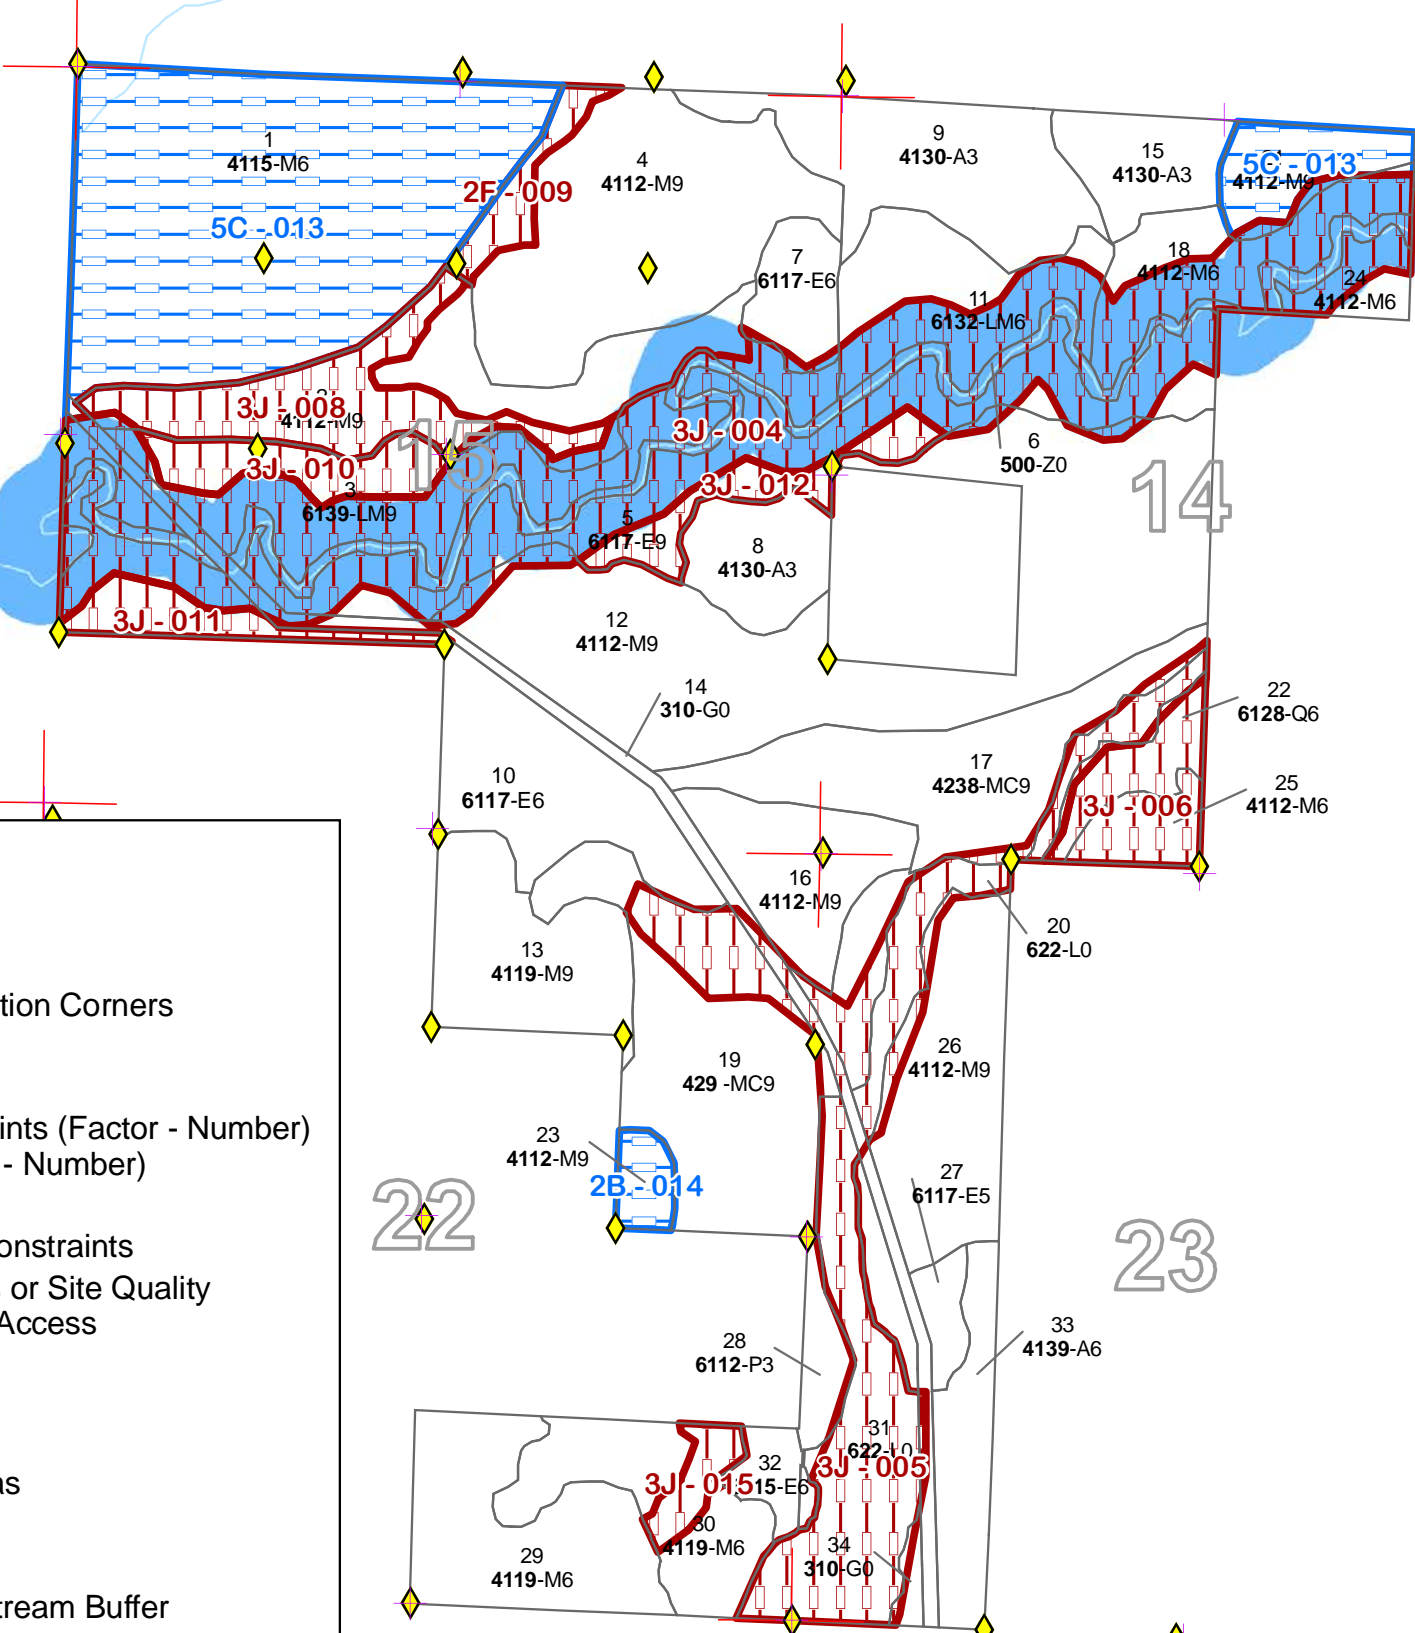 1
4115-M6
5C - 013
2F - 009
4
4112-M9
9
4130-A3
15
4130-A3
5C - 013
4112-M9
7
6117-E6
18
4112-M6
24
4112-M6
11
6132-LM6
3J - 008
4112-M9
3J - 010
15
3
6139-LM9
3J - 004
3J - 012
6
500-Z0
14
5
6117-E9
8
4130-A3
3J - 011
12
4112-M9
14
310-G0
22
6128-Q6
17
4238-MC9
10
6117-E6
3J - 006
25
4112-M6
16
4112-M9
20
622-L0
13
4119-M9
tion Corners
19
429 -MC9
26
4112-M9
ints (Factor - Number)
- Number)
23
4112-M9
2B - 014
27
6117-E5
22
23
onstraints
or Site Quality
Access
28
6112-P3
33
4139-A6
31
622-L0
3J - 005
32
15-E6
3J - 015
30
4119-M6
29
4119-M6
34
310-G0
as
tream Buffer